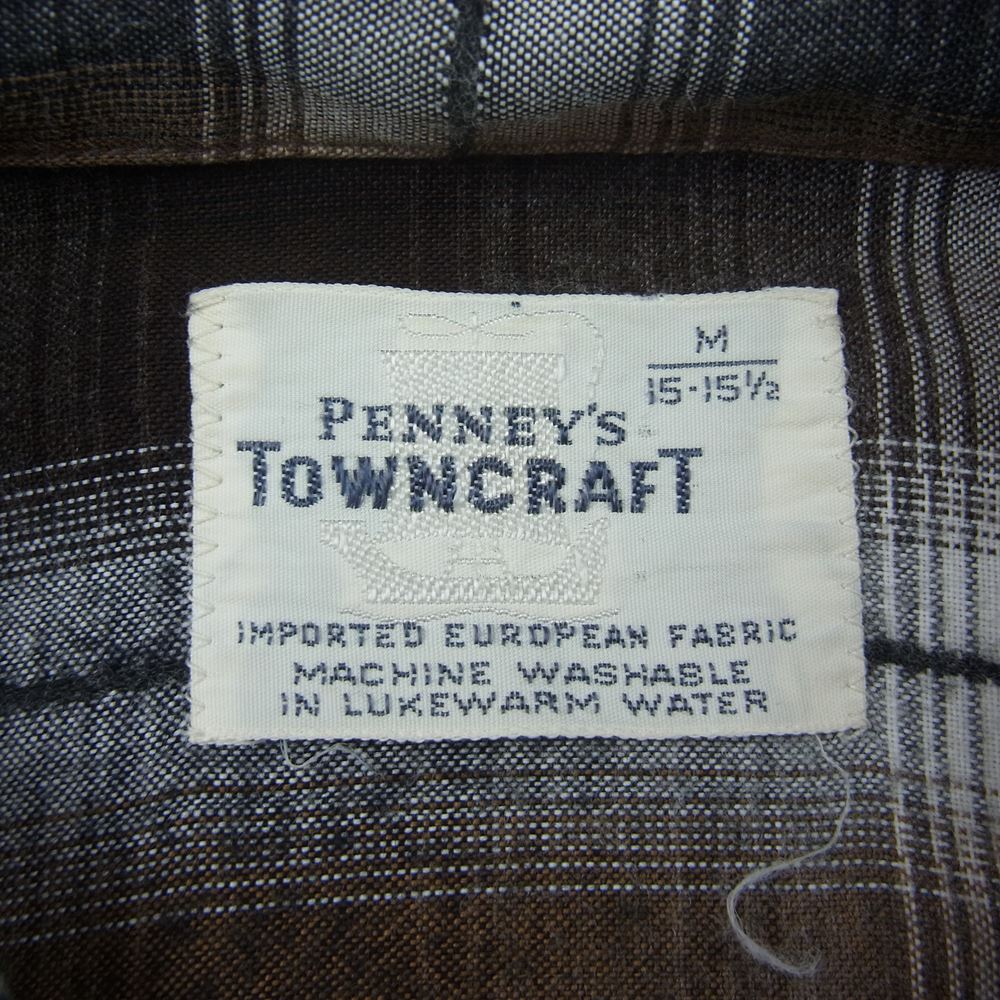 M
15-15½
PENNEY'S
TOWNCRAFT
IMPORTED EUROPEAN FABRIC
MACHINE WASHABLE
IN LUKEWARM WATER